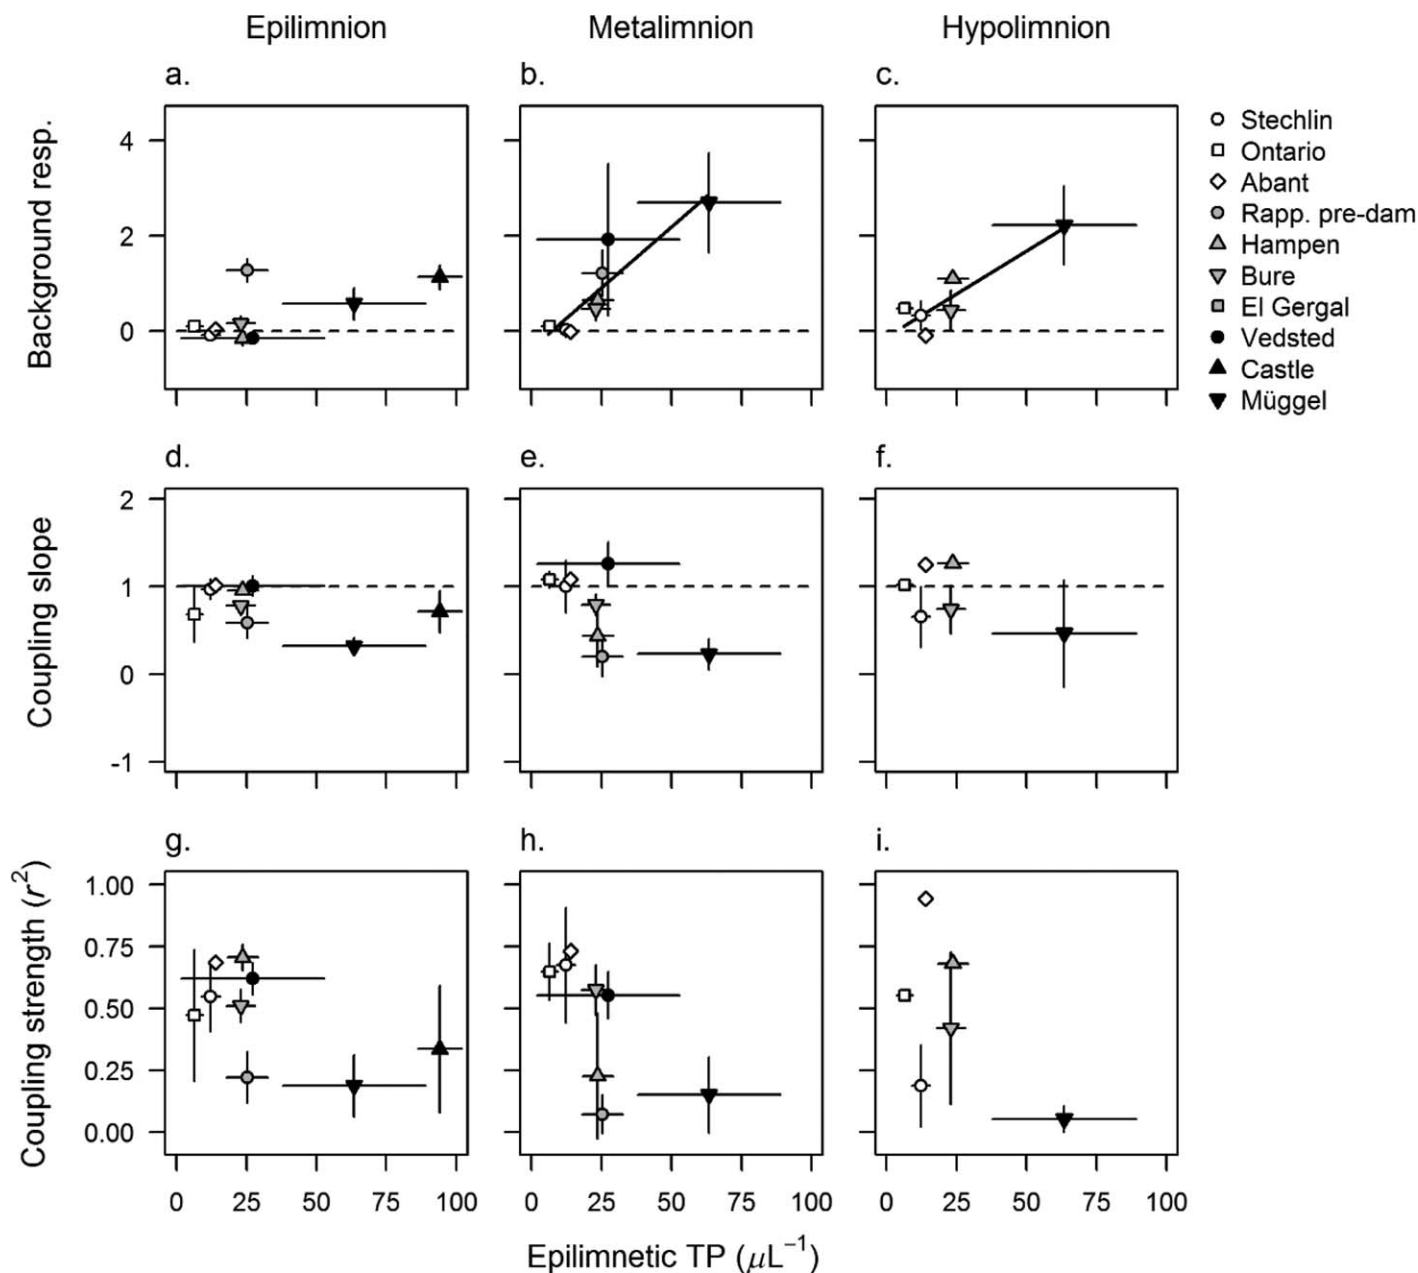 Epilimnion Metalimnion Hypolimnion
a. b. c.
Background resp.
4
2
0
Stechlin
Ontario
Abant
Rapp. pre-dam
Hampen
Bure
El Gergal
Vedsted
Castle
Müggel
d. e. f.
Coupling slope
2
1
0
-1
g. h. i.
Coupling strength (r²)
1.00
0.75
0.50
0.25
0.00
0 25 50 75 100 0 25 50 75 100 0 25 50 75 100
Epilimnetic TP (μL⁻¹)